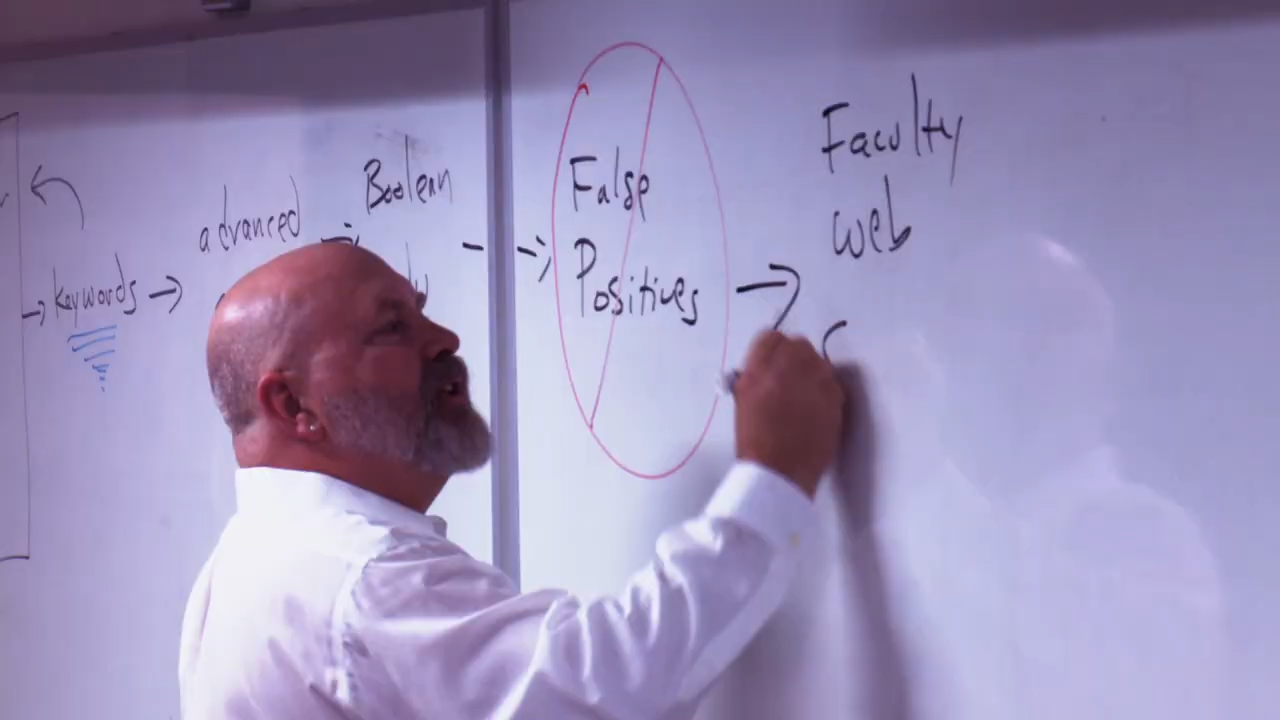 Keywords
advanced
Boolean
False
Positives
Faculty
web